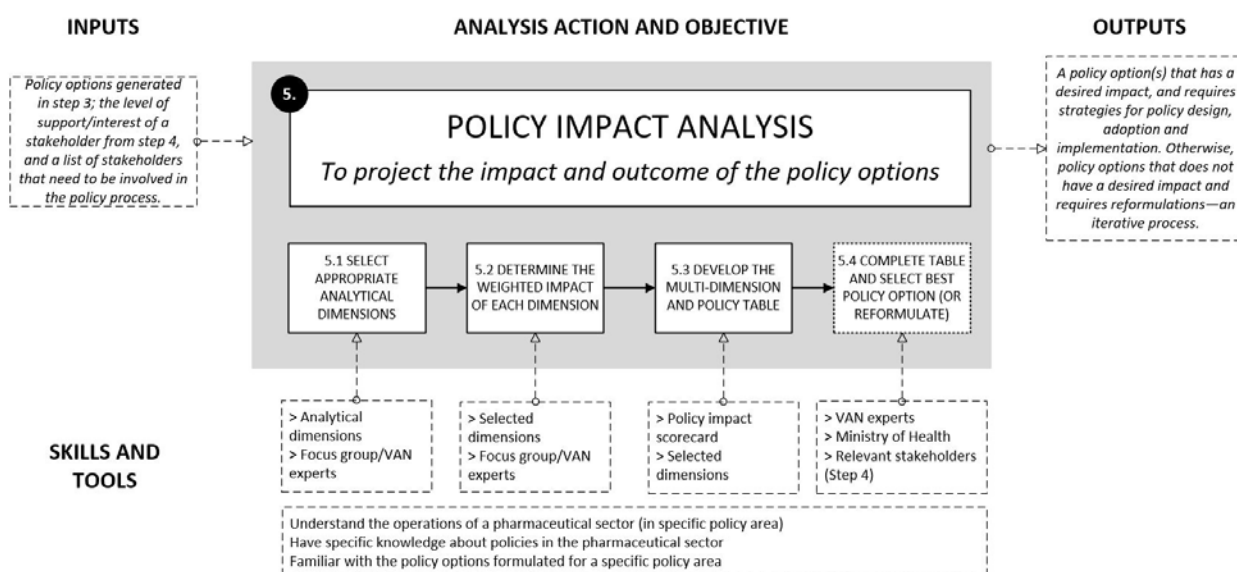 INPUTS
ANALYSIS ACTION AND OBJECTIVE
OUTPUTS
Policy options generated
in step 3; the level of
support/interest of a
stakeholder from step 4,
and a list of stakeholders
that need to be involved in
the policy process.
5.
POLICY IMPACT ANALYSIS
To project the impact and outcome of the policy options
A policy option(s) that has a
desired impact, and requires
strategies for policy design,
adoption and
implementation. Otherwise,
policy options that does not
have a desired impact and
requires reformulations—an
iterative process.
5.1 SELECT
APPROPRIATE
ANALYTICAL
DIMENSIONS
5.2 DETERMINE THE
WEIGHTED IMPACT
OF EACH DIMENSION
5.3 DEVELOP THE
MULTI-DIMENSION
AND POLICY TABLE
5.4 COMPLETE TABLE
AND SELECT BEST
POLICY OPTION (OR
REFORMULATE)
SKILLS AND
TOOLS
> Analytical
dimensions
> Focus group/VAN
experts
> Selected
dimensions
> Focus group/VAN
experts
> Policy impact
scorecard
> Selected
dimensions
> VAN experts
> Ministry of Health
> Relevant stakeholders
(Step 4)
Understand the operations of a pharmaceutical sector (in specific policy area)
Have specific knowledge about policies in the pharmaceutical sector
Familiar with the policy options formulated for a specific policy area